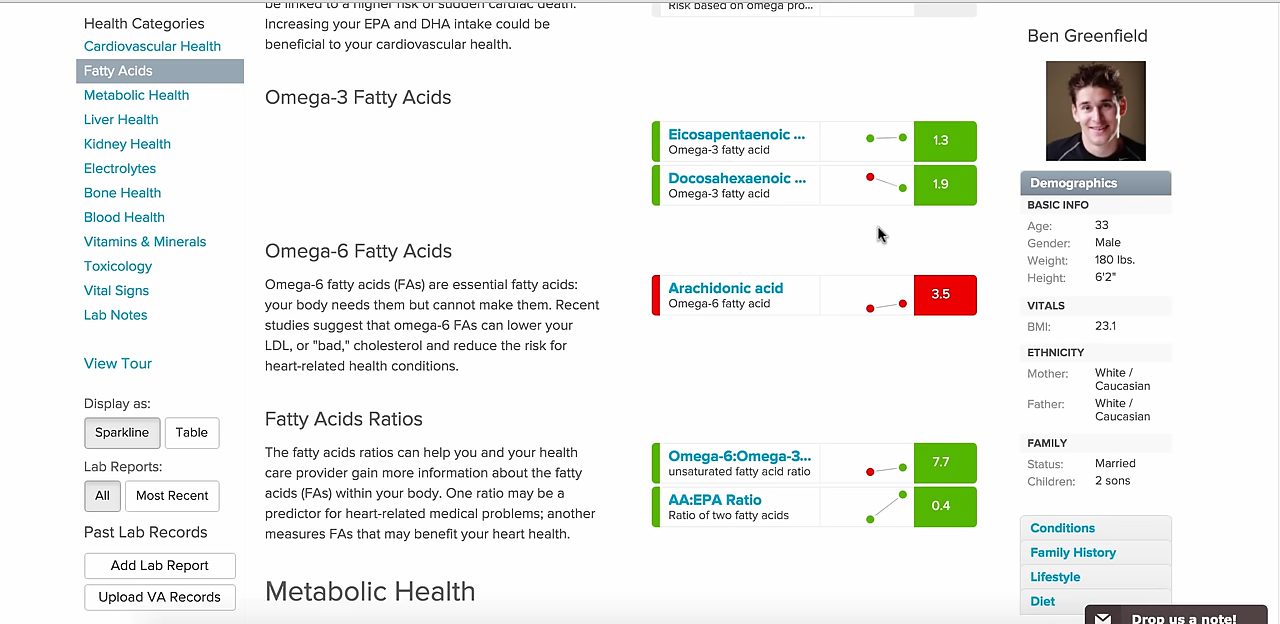 Health Categories
Cardiovascular Health
Fatty Acids
Metabolic Health
Liver Health
Kidney Health
Electrolytes
Bone Health
Blood Health
Vitamins & Minerals
Toxicology
Vital Signs
Lab Notes
View Tour
Display as:
Sparkline
Table
Lab Reports:
All
Most Recent
Past Lab Records
Add Lab Report
Upload VA Records
be linked to a higher risk of sudden cardiac death.
Increasing your EPA and DHA intake could be
beneficial to your cardiovascular health.
Risk based on omega pro...
Omega-3 Fatty Acids
Eicosapentaenoic ...
Omega-3 fatty acid
1.3
Docosahexaenoic ...
Omega-3 fatty acid
1.9
Omega-6 Fatty Acids
Omega-6 fatty acids (FAs) are essential fatty acids:
your body needs them but cannot make them. Recent
studies suggest that omega-6 FAs can lower your
LDL, or "bad," cholesterol and reduce the risk for
heart-related health conditions.
Arachidonic acid
Omega-6 fatty acid
3.5
Fatty Acids Ratios
The fatty acids ratios can help you and your health
care provider gain more information about the fatty
acids (FAs) within your body. One ratio may be a
predictor for heart-related medical problems; another
measures FAs that may benefit your heart health.
Omega-6:Omega-3...
unsaturated fatty acid ratio
7.7
AA:EPA Ratio
Ratio of two fatty acids
0.4
Metabolic Health
Ben Greenfield
Demographics
BASIC INFO
Age: 33
Gender: Male
Weight: 180 lbs.
Height: 6'2"
VITALS
BMI: 23.1
ETHNICITY
Mother: White /
Caucasian
Father: White /
Caucasian
FAMILY
Status: Married
Children: 2 sons
Conditions
Family History
Lifestyle
Diet
Drop us a note!